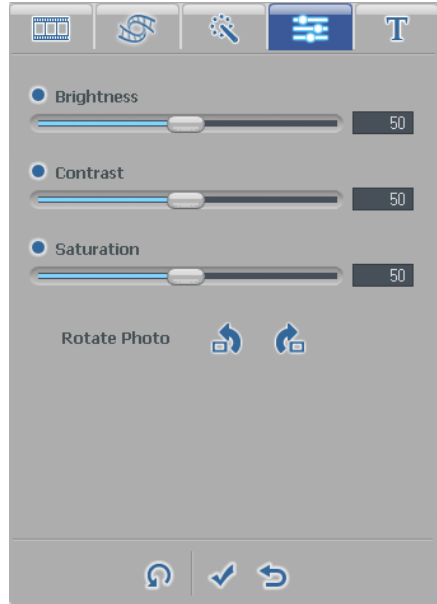 T
Brightness
50
Contrast
50
Saturation
50
Rotate Photo